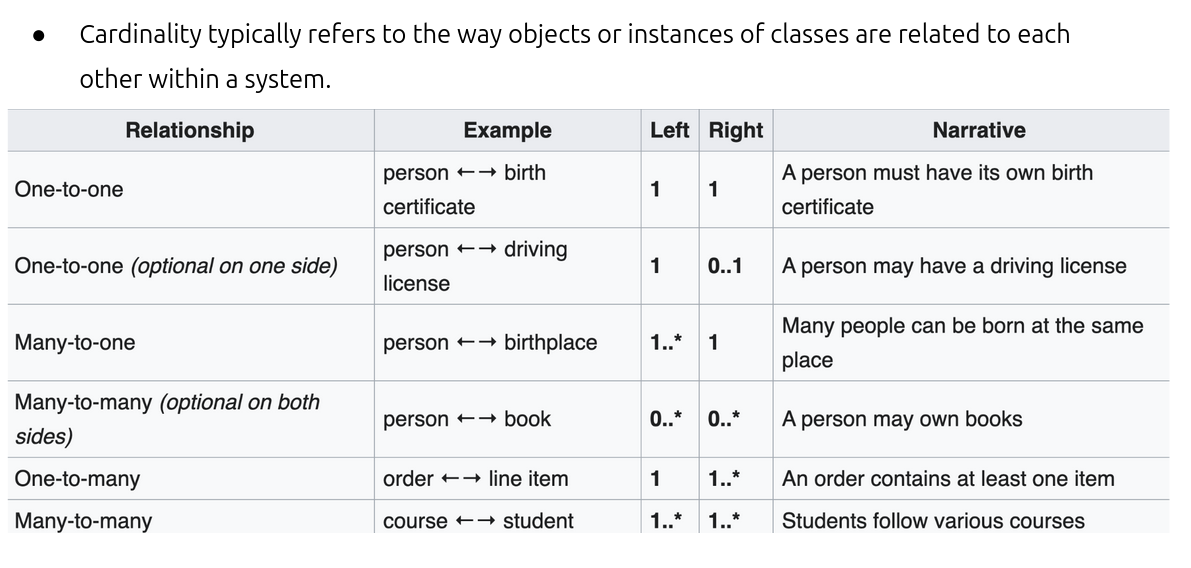 ● Cardinality typically refers to the way objects or instances of classes are related to each
other within a system.
Relationship Example Left Right Narrative
One-to-one person ←→ birth certificate 1 1 A person must have its own birth certificate
One-to-one (optional on one side) person ←→ driving license 1 0..1 A person may have a driving license
Many-to-one person ←→ birthplace 1..* 1 Many people can be born at the same place
Many-to-many (optional on both sides) person ←→ book 0..* 0..* A person may own books
One-to-many order ←→ line item 1 1..* An order contains at least one item
Many-to-many course ←→ student 1..* 1..* Students follow various courses